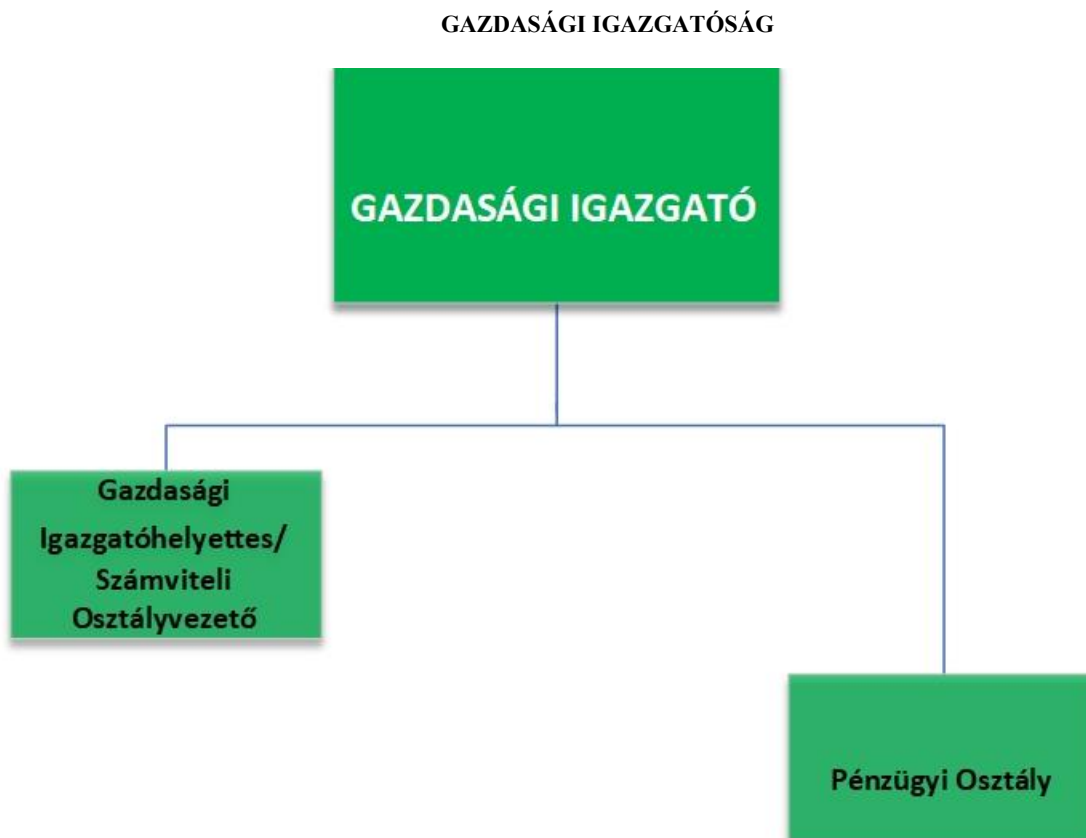 GAZDASÁGI IGAZGATÓSÁG
GAZDASÁGI IGAZGATÓ
Gazdasági
Igazgatóhelyettes/
Számviteli
Osztályvezető
Pénzügyi Osztály